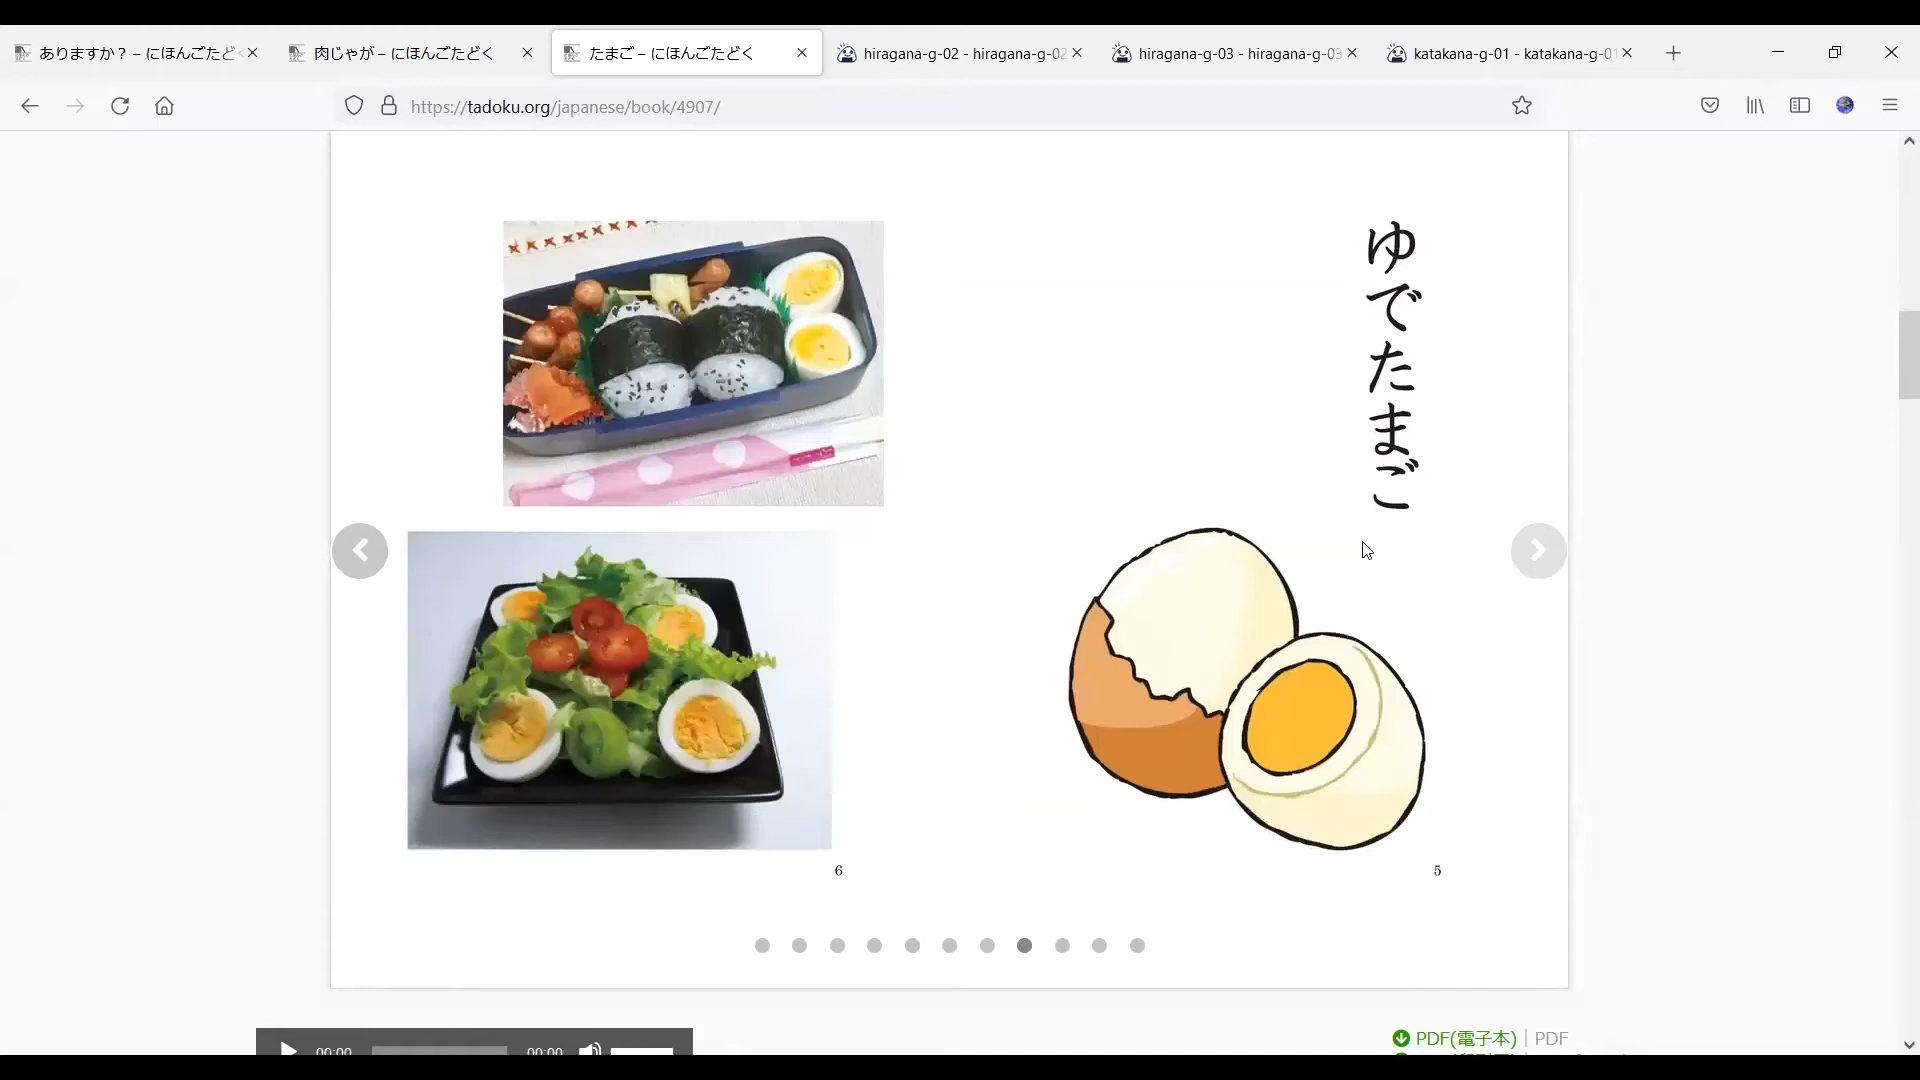 ありますか？ – にほんごたどく
肉じゃが – にほんごたどく
たまご – にほんごたどく
hiragana-g-02 - hiragana-g-02
hiragana-g-03 - hiragana-g-03
katakana-g-01 - katakana-g-01
https://tadoku.org/japanese/book/4907/
ゆでたまご
6
5
00:00
00:00
PDF(電子本) | PDF